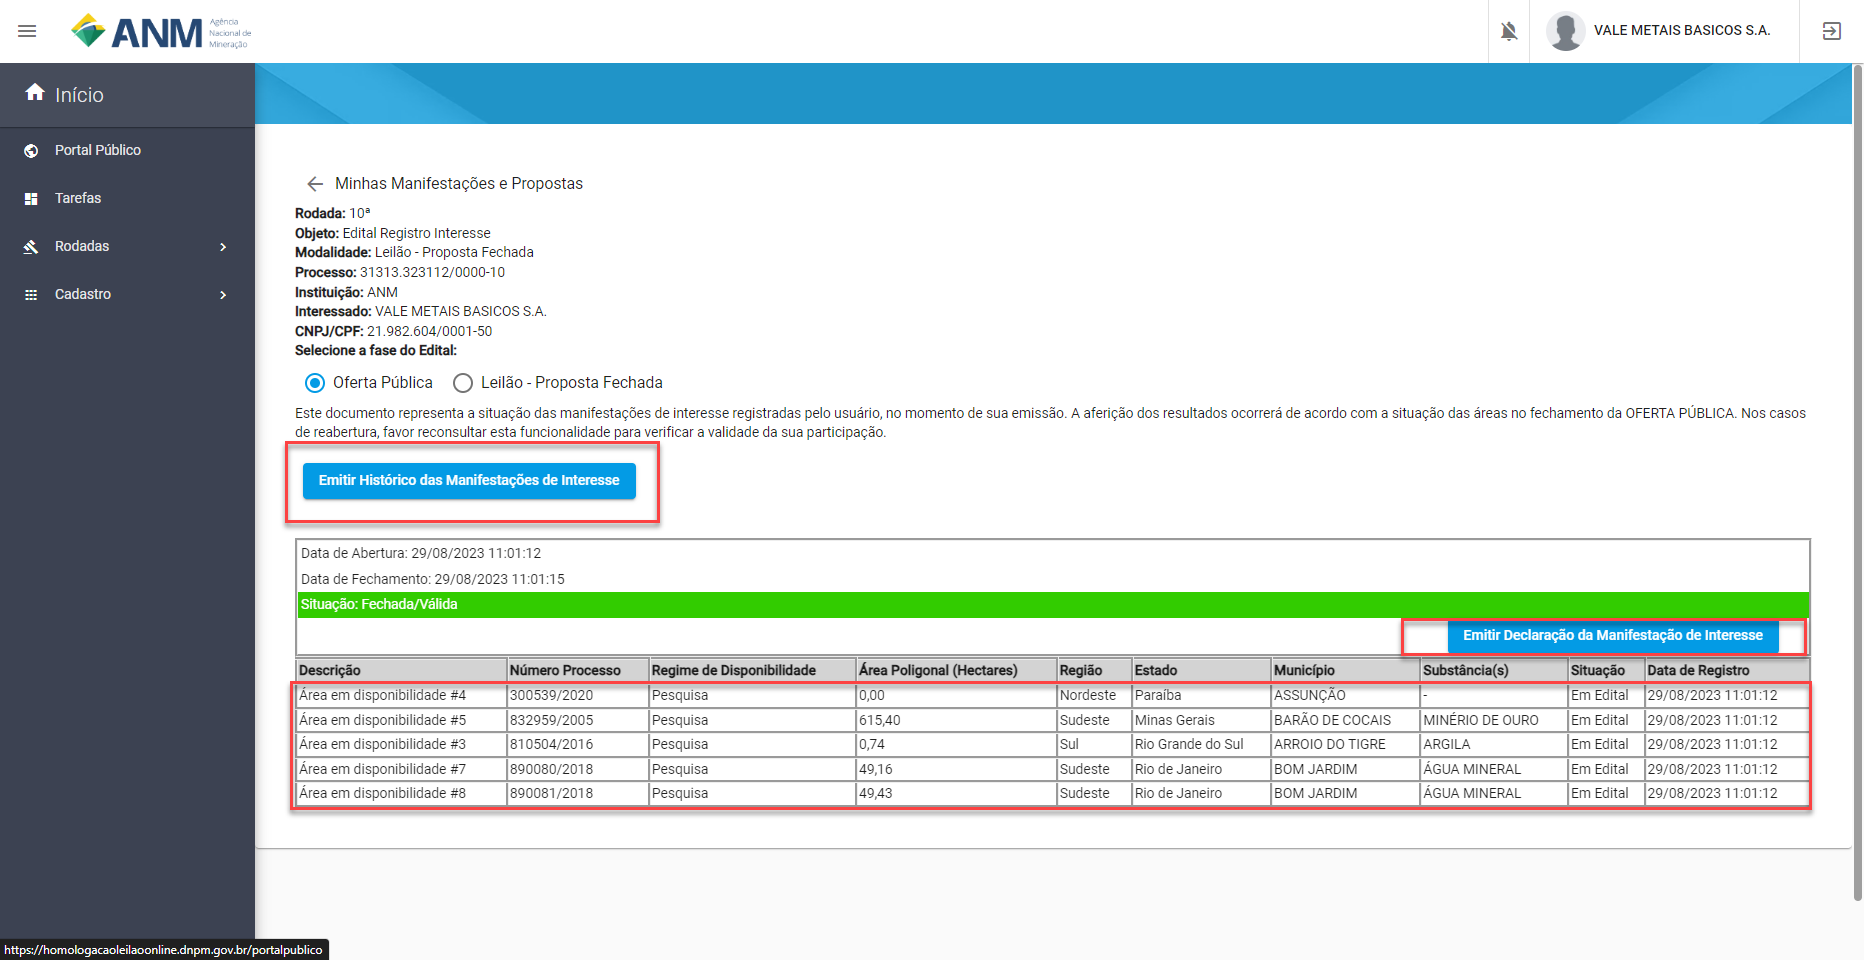 ANM
Agência
Nacional de
Mineração
VALE METAIS BASICOS S.A.
Início
Portal Público
Tarefas
Rodadas
Cadastro
Minhas Manifestações e Propostas
Rodada: 10ª
Objeto: Edital Registro Interesse
Modalidade: Leilão - Proposta Fechada
Processo: 31313.323112/0000-10
Instituição: ANM
Interessado: VALE METAIS BASICOS S.A.
CNPJ/CPF: 21.982.604/0001-50
Selecione a fase do Edital:
Oferta Pública Leilão - Proposta Fechada
Este documento representa a situação das manifestações de interesse registradas pelo usuário, no momento de sua emissão. A aferição dos resultados ocorrerá de acordo com a situação das áreas no fechamento da OFERTA PÚBLICA. Nos casos
de reabertura, favor reconsultar esta funcionalidade para verificar a validade da sua participação.
Emitir Histórico das Manifestações de Interesse
Data de Abertura: 29/08/2023 11:01:12
Data de Fechamento: 29/08/2023 11:01:15
Situação: Fechada/Válida
Emitir Declaração da Manifestação de Interesse
Descrição Número Processo Regime de Disponibilidade Área Poligonal (Hectares) Região Estado Município Substância(s) Situação Data de Registro
Área em disponibilidade #4 300539/2020 Pesquisa 0,00 Nordeste Paraíba ASSUNÇÃO - Em Edital 29/08/2023 11:01:12
Área em disponibilidade #5 832959/2005 Pesquisa 615,40 Sudeste Minas Gerais BARÃO DE COCAIS MINÉRIO DE OURO Em Edital 29/08/2023 11:01:12
Área em disponibilidade #3 810504/2016 Pesquisa 0,74 Sul Rio Grande do Sul ARROIO DO TIGRE ARGILA Em Edital 29/08/2023 11:01:12
Área em disponibilidade #7 890080/2018 Pesquisa 49,16 Sudeste Rio de Janeiro BOM JARDIM ÁGUA MINERAL Em Edital 29/08/2023 11:01:12
Área em disponibilidade #8 890081/2018 Pesquisa 49,43 Sudeste Rio de Janeiro BOM JARDIM ÁGUA MINERAL Em Edital 29/08/2023 11:01:12
https://homologacaoleilaoonline.dnpm.gov.br/portalpublico